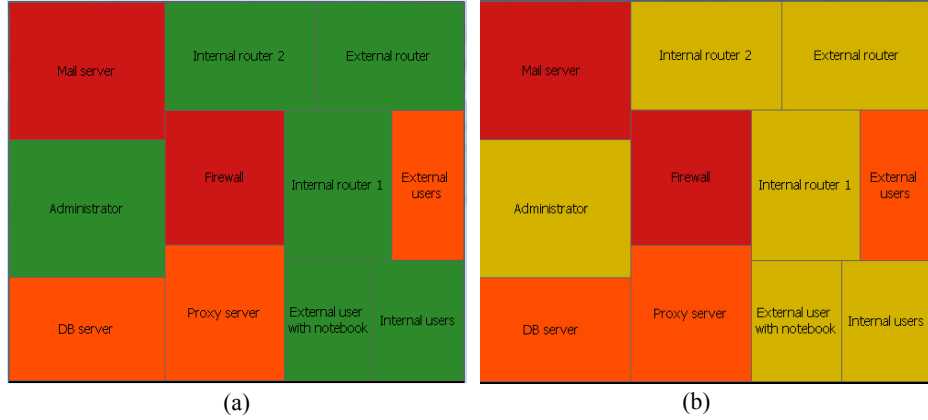 Mail server
Internal router 2
External router
Administrator
Firewall
Internal router 1
External
users
DB server
Proxy server
External user
with notebook
Internal users
(a)
Mail server
Internal router 2
External router
Administrator
Firewall
Internal router 1
External
users
DB server
Proxy server
External user
with notebook
Internal users
(b)